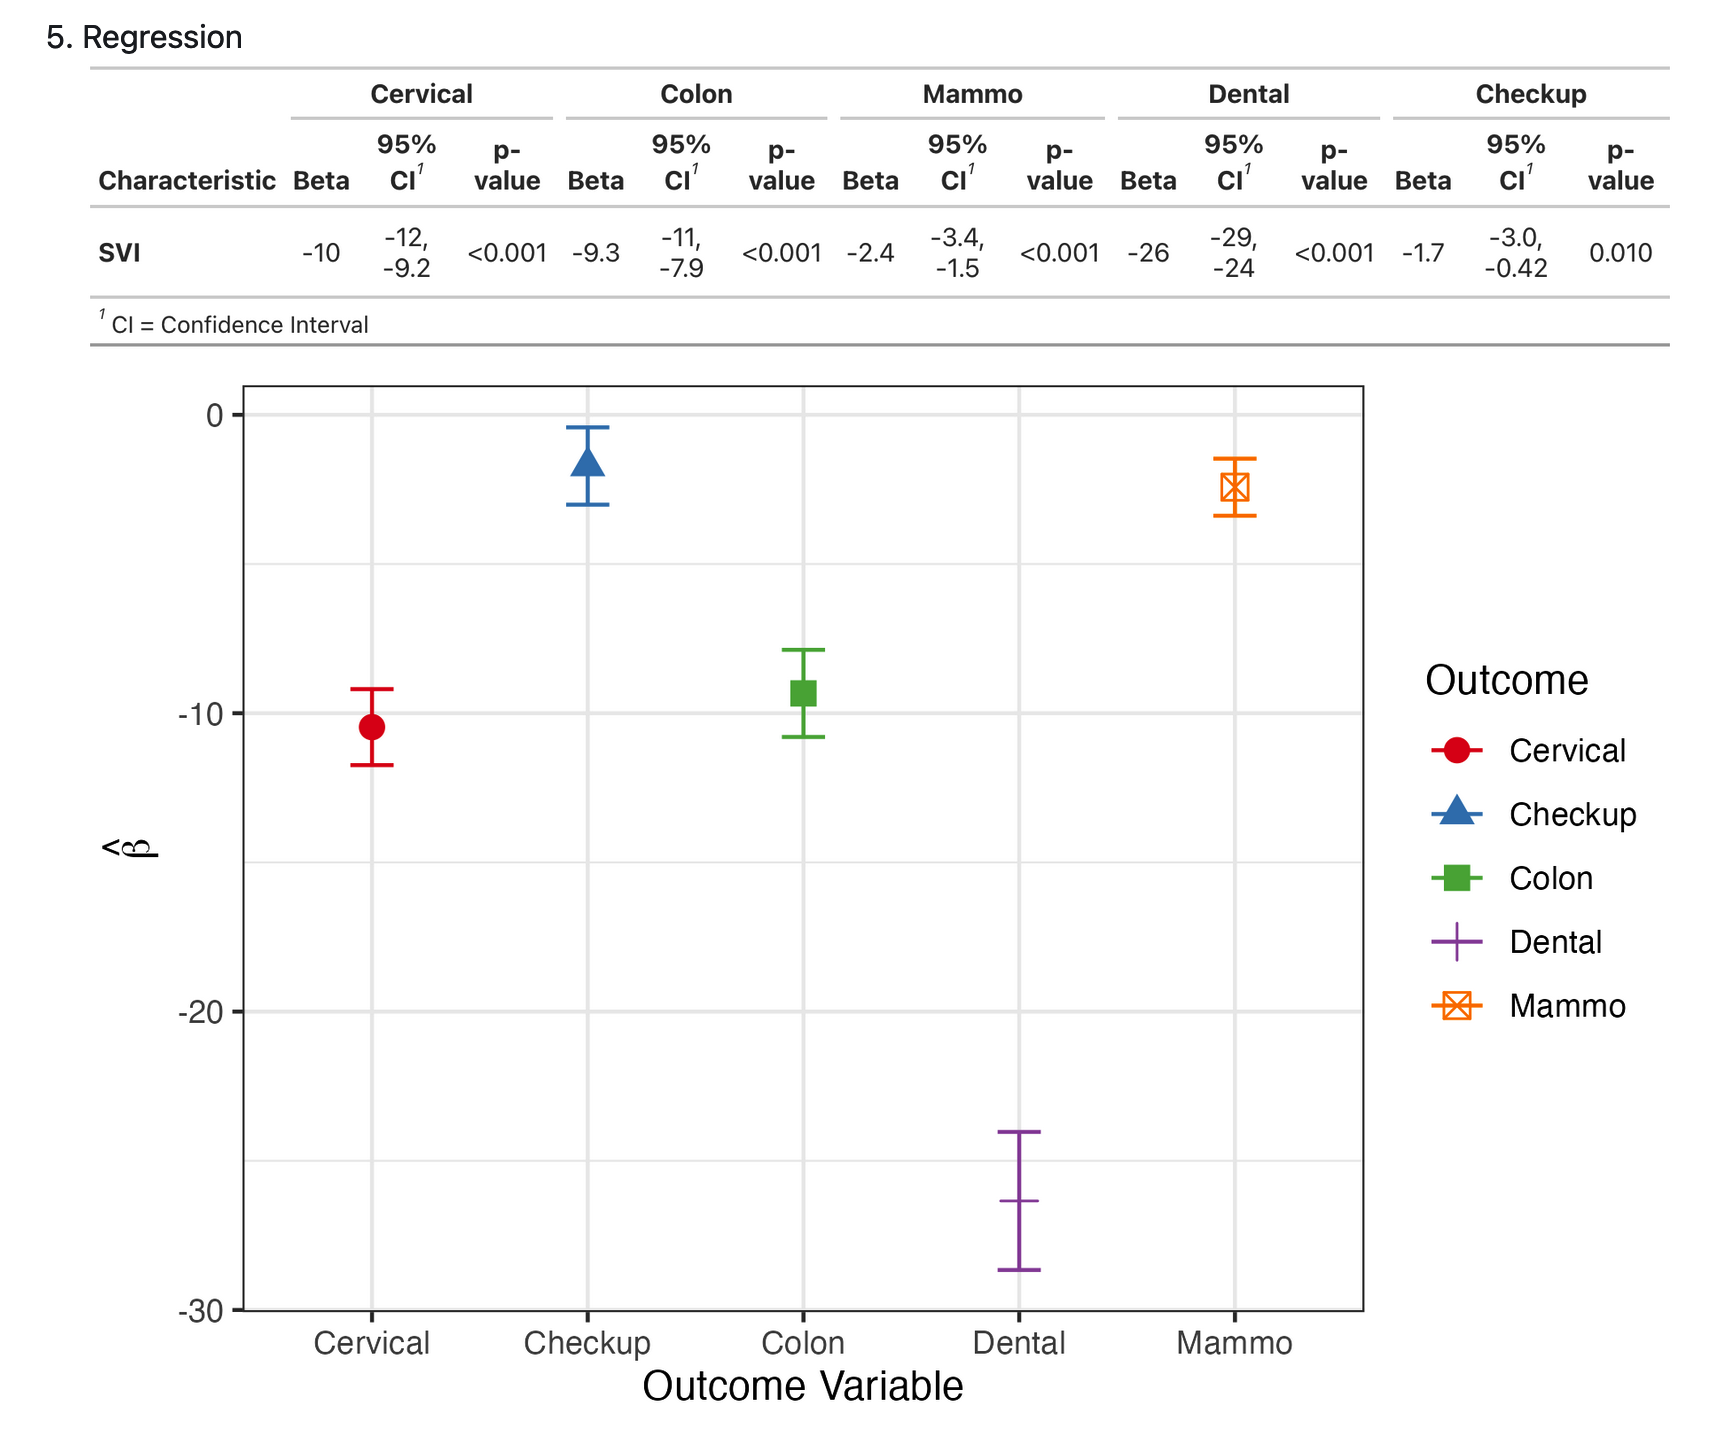 5. Regression
Cervical Colon Mammo Dental Checkup
Characteristic Beta 95% CI1 p-value Beta 95% CI1 p-value Beta 95% CI1 p-value Beta 95% CI1 p-value Beta 95% CI1 p-value
SVI -10 -12, -9.2 <0.001 -9.3 -11, -7.9 <0.001 -2.4 -3.4, -1.5 <0.001 -26 -29, -24 <0.001 -1.7 -3.0, -0.42 0.010
1 CI = Confidence Interval
0
-10
-20
-30
β̂
Cervical Checkup Colon Dental Mammo
Outcome Variable
Outcome
Cervical
Checkup
Colon
Dental
Mammo